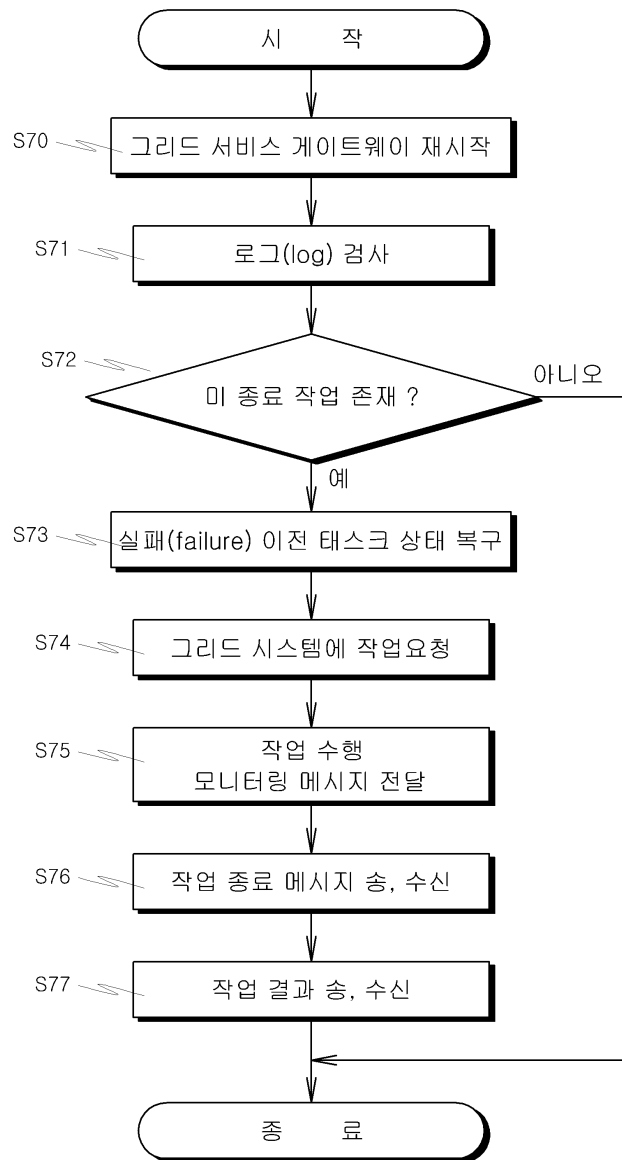 시 작
S70
그리드 서비스 게이트웨이 재시작
S71
로그(log) 검사
S72
미 종료 작업 존재 ?
아니오
예
S73
실패(failure) 이전 태스크 상태 복구
S74
그리드 시스템에 작업요청
S75
작업 수행
모니터링 메시지 전달
S76
작업 종료 메시지 송, 수신
S77
작업 결과 송, 수신
종 료